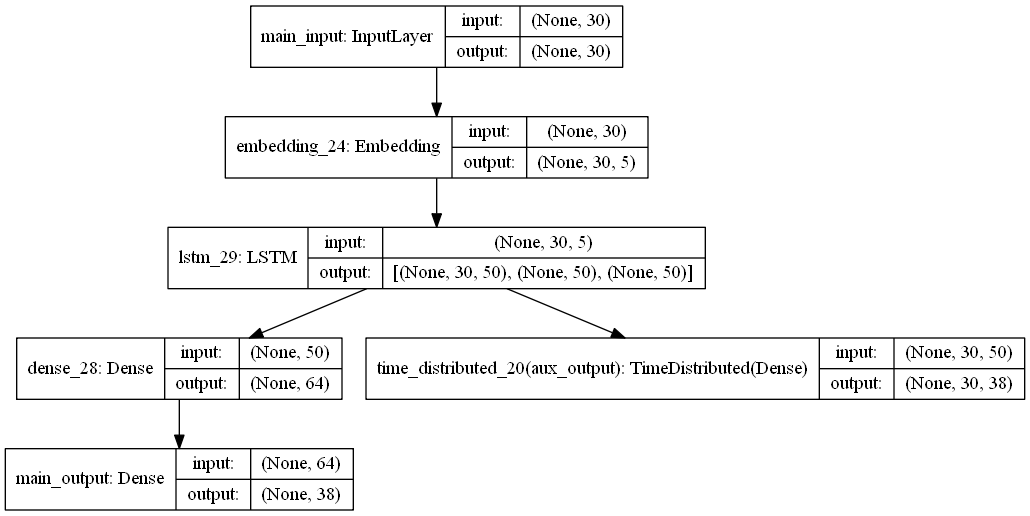 main_input: InputLayer
input: (None, 30)
output: (None, 30)
embedding_24: Embedding
input: (None, 30)
output: (None, 30, 5)
lstm_29: LSTM
input: (None, 30, 5)
output: [(None, 30, 50), (None, 50), (None, 50)]
dense_28: Dense
input: (None, 50)
output: (None, 64)
time_distributed_20(aux_output): TimeDistributed(Dense)
input: (None, 30, 50)
output: (None, 30, 38)
main_output: Dense
input: (None, 64)
output: (None, 38)